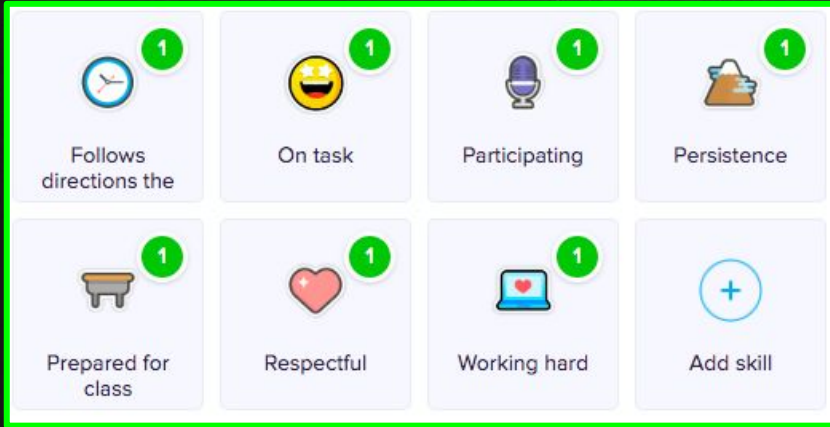 1
1
1
1
Follows
directions the
On task
Participating
Persistence
1
1
1
Prepared for
class
Respectful
Working hard
Add skill